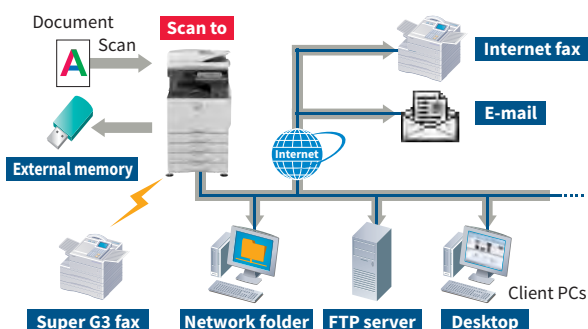 Document
Scan to
A
Scan
Internet fax
E-mail
Internet
External memory
Client PCs
Super G3 fax
Network folder
FTP server
Desktop